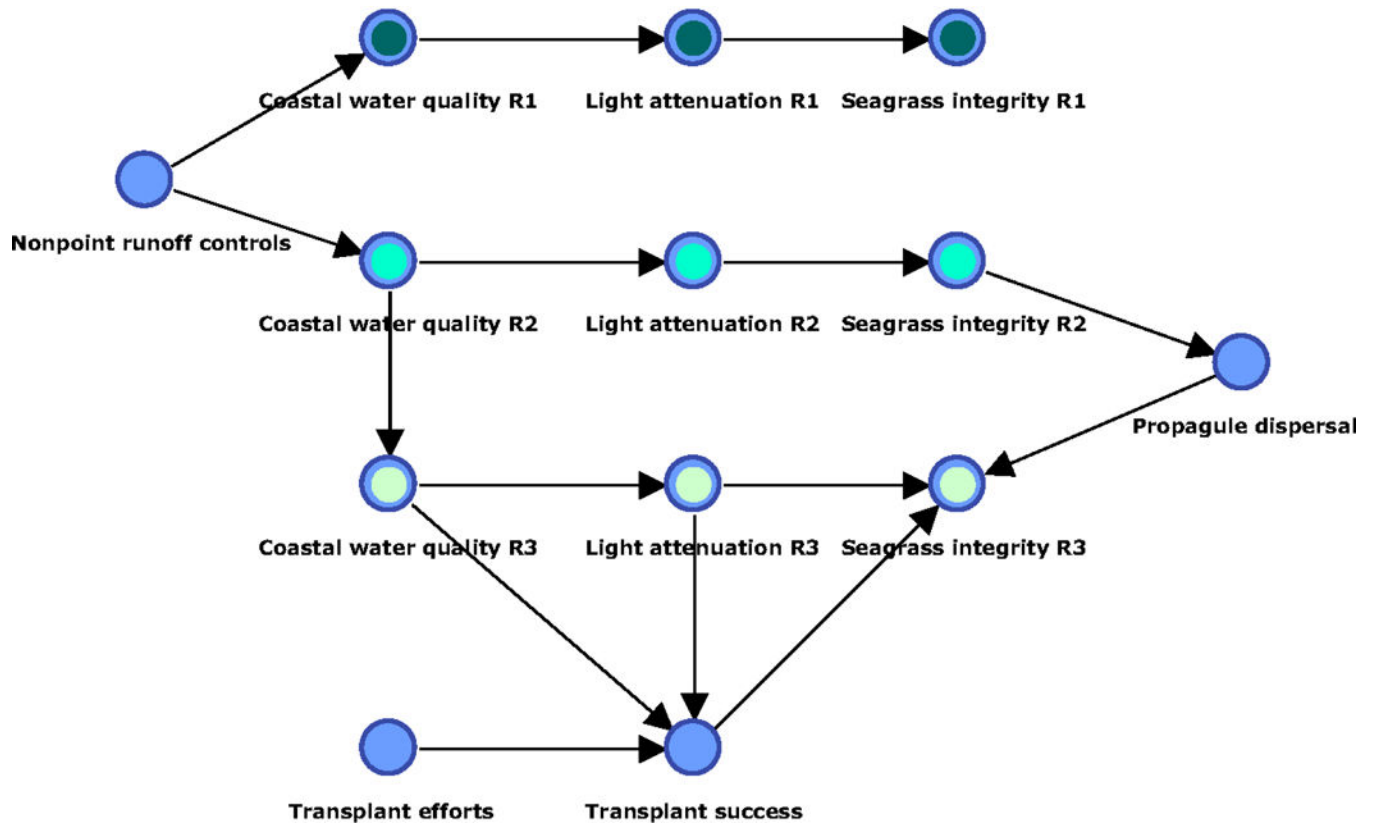 Coastal water quality R1
Light attenuation R1
Seagrass integrity R1
Nonpoint runoff controls
Coastal water quality R2
Light attenuation R2
Seagrass integrity R2
Propagule dispersal
Coastal water quality R3
Light attenuation R3
Seagrass integrity R3
Transplant efforts
Transplant success